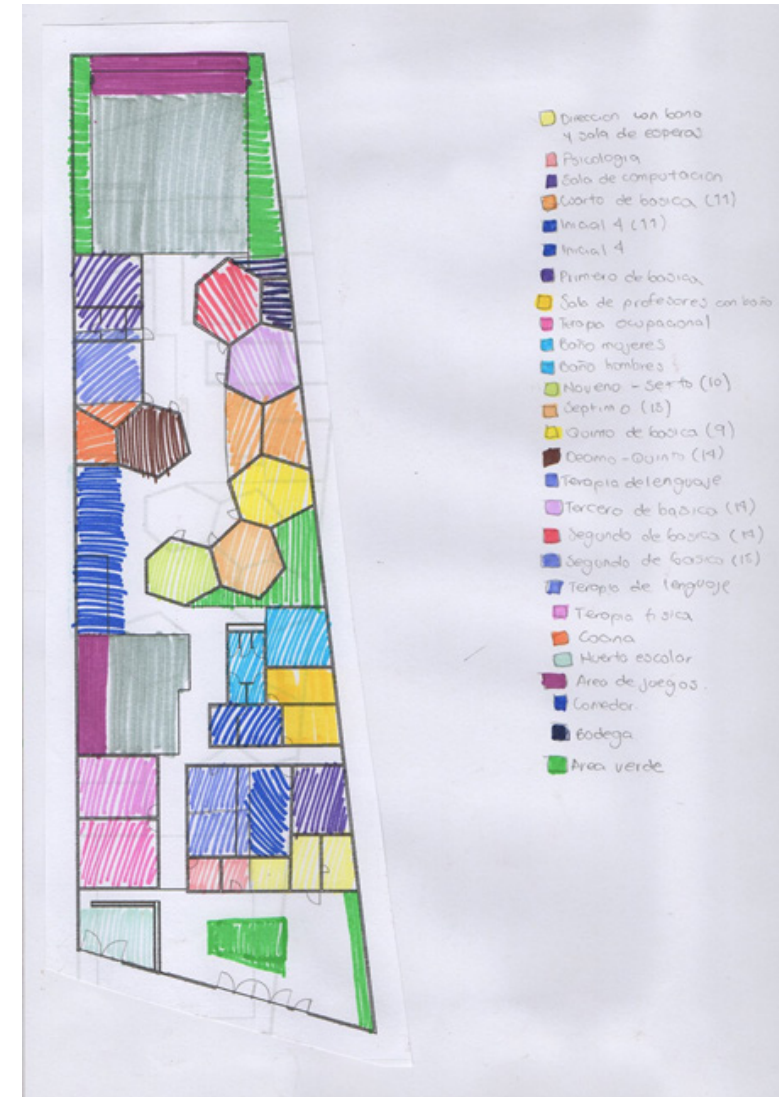 Direccion con bano
y sala de esperas
Psicologia
Sala de computacion
Cuarto de basica (11)
Inicial 4 (11)
Inicial 4
Primero de basica
Sala de profesores con baño
Terapia ocupacional
Baño mujeres
Baño hombres
Noveno - Sexto (10)
Septimo (13)
Quinto de basica (9)
Decimo - Quinto (14)
Terapia de lenguaje
Tercero de basica (14)
Segundo de basica (14)
Segundo de basica (15)
Terapia de lenguaje
Terapia fisica
Cocina
Huerto escolar
Area de juegos.
Comedor
Bodega
Area verde